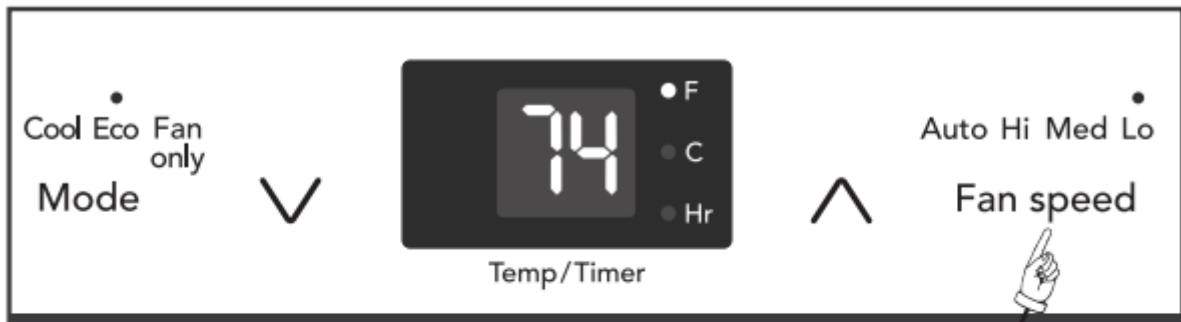 Cool Eco Fan only
Mode
74
F
C
Hr
Temp/Timer
Auto Hi Med Lo
Fan speed